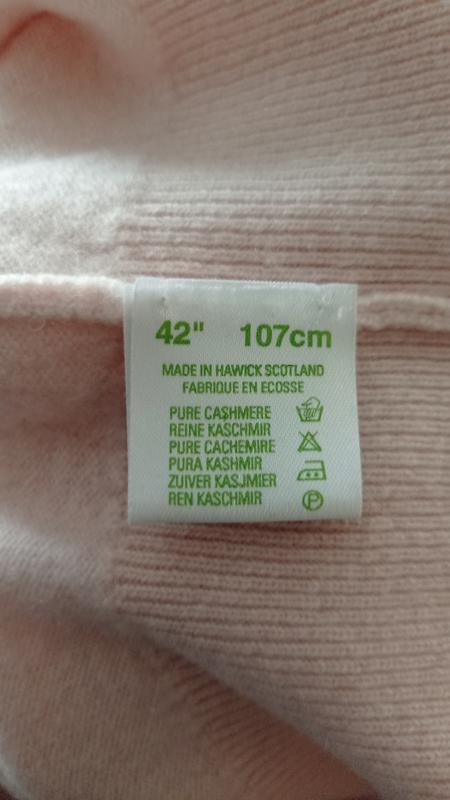 42" 107cm
MADE IN HAWICK SCOTLAND
FABRIQUE EN ECOSSE
PURE CASHMERE
REINE KASCHMIR
PURE CACHEMIRE
PURA KASHMIR
ZUIVER KASJMIER
REN KASCHMIR
P